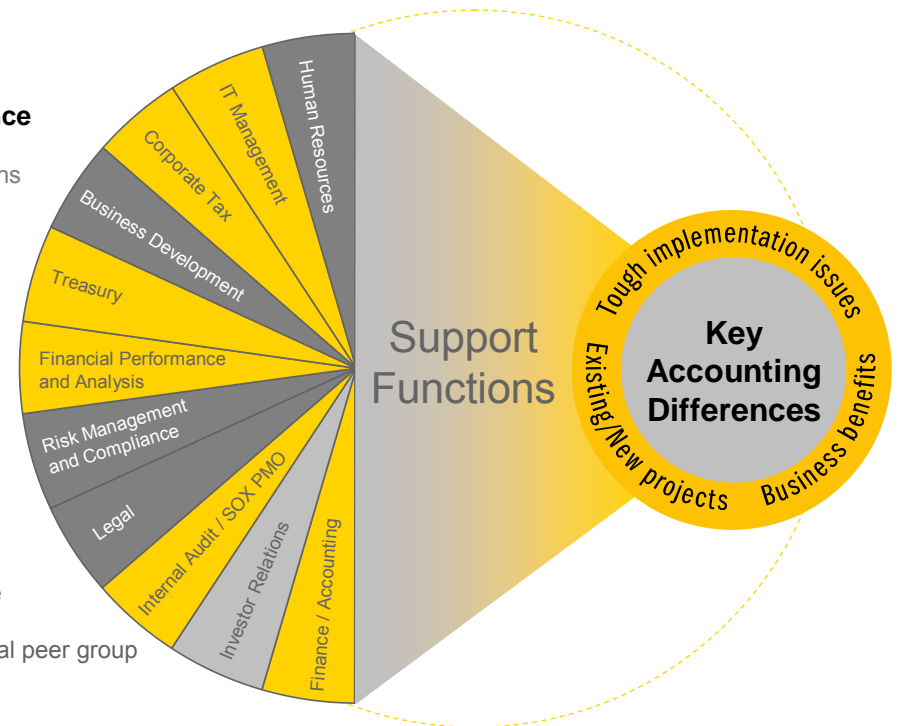 nce
ns
Human Resources
IT Management
Corporate Tax
Business Development
Treasury
Financial Performance
and Analysis
Risk Management
and Compliance
Legal
Internal Audit / SOX PMO
Investor Relations
Finance / Accounting
Support
Functions
Tough implementation issues
Existing/New projects
Business benefits
Key
Accounting
Differences
e
al peer group